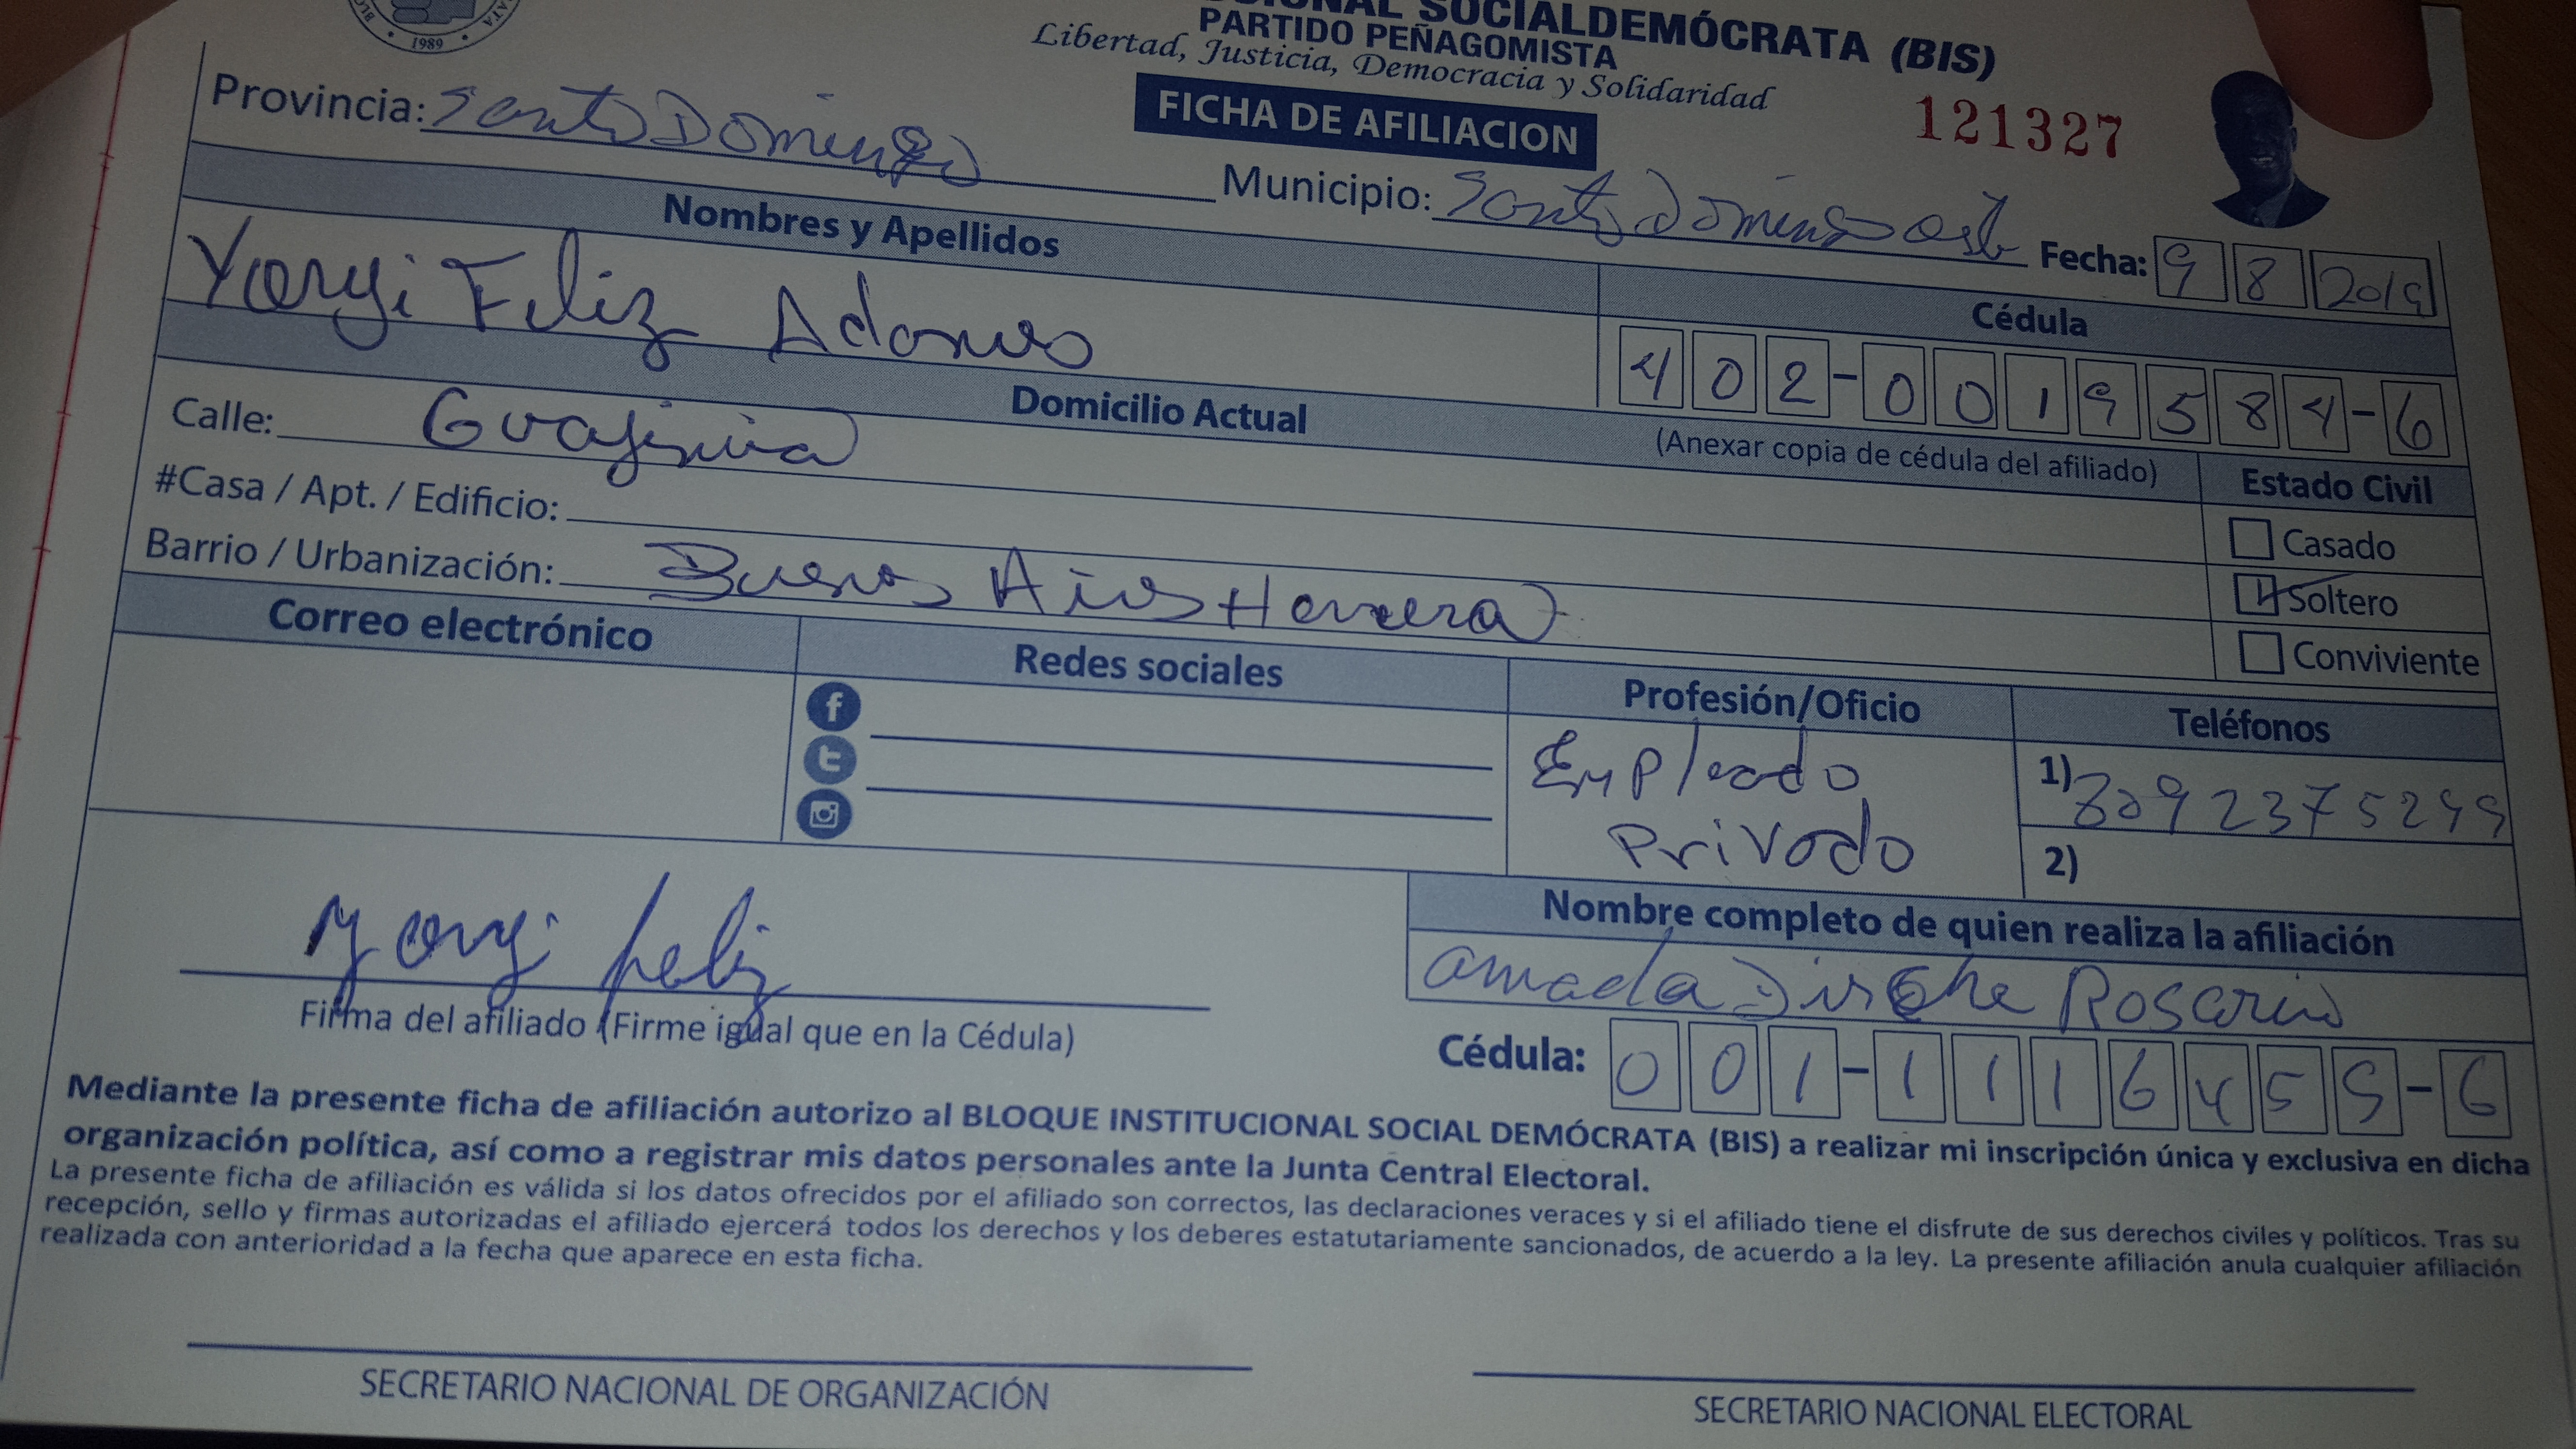 1989
SOCIALDEMÓCRATA (BIS)
PARTIDO PEÑAGOMISTA
Libertad, Justicia, Democracia y Solidaridad
FICHA DE AFILIACION
121327
Provincia: Santo Domingo
Municipio: Santo Domingo oeste Fecha: 9 8 2019
Nombres y Apellidos
Cédula
Yoryi Feliz Adames
402-0019584-6
Domicilio Actual
(Anexar copia de cédula del afiliado)
Calle:
#Casa / Apt. / Edificio:
Barrio / Urbanización: Buenos Aires Herrera
Estado Civil
Casado
Soltero
Conviviente
Correo electrónico
Redes sociales
Profesión/Oficio
Teléfonos
Empleado
Privado
1) 8092375249
2)
Yoryi feliz
Firma del afiliado (Firme igual que en la Cédula)
Nombre completo de quien realiza la afiliación
amada Rosario
Cédula: 001-1116455-6
Mediante la presente ficha de afiliación autorizo al BLOQUE INSTITUCIONAL SOCIAL DEMÓCRATA (BIS) a realizar mi inscripción única y exclusiva en dicha
organización política, así como a registrar mis datos personales ante la Junta Central Electoral.
La presente ficha de afiliación es válida si los datos ofrecidos por el afiliado son correctos, las declaraciones veraces y si el afiliado tiene el disfrute de sus derechos civiles y políticos. Tras su
recepción, sello y firmas autorizadas el afiliado ejercerá todos los derechos y los deberes estatutariamente sancionados, de acuerdo a la ley. La presente afiliación anula cualquier afiliación
realizada con anterioridad a la fecha que aparece en esta ficha.
SECRETARIO NACIONAL DE ORGANIZACIÓN
SECRETARIO NACIONAL ELECTORAL